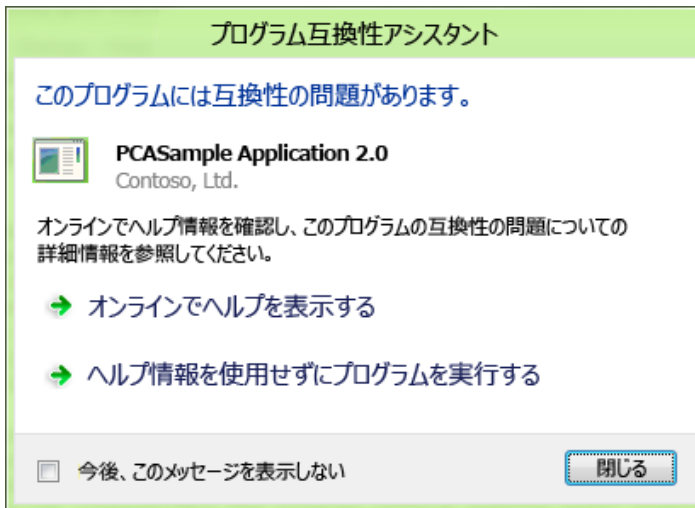 プログラム互換性アシスタント
このプログラムには互換性の問題があります。
PCASample Application 2.0
Contoso, Ltd.
オンラインでヘルプ情報を確認し、このプログラムの互換性の問題についての
詳細情報を参照してください。
オンラインでヘルプを表示する
ヘルプ情報を使用せずにプログラムを実行する
今後、このメッセージを表示しない
閉じる